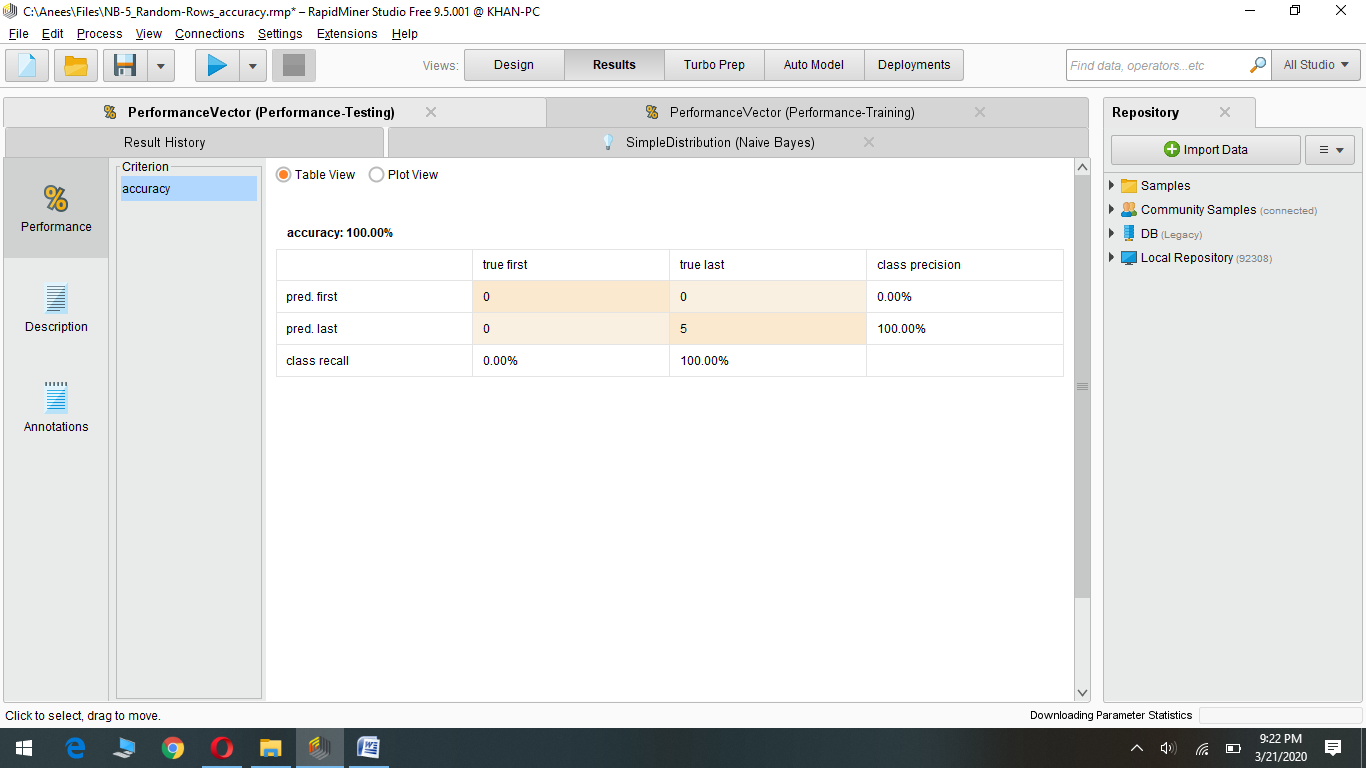 C:\Anees\Files\NB-5_Random-Rows_accuracy.rmp* – RapidMiner Studio Free 9.5.001 @ KHAN-PC
File Edit Process View Connections Settings Extensions Help
Views: Design Results Turbo Prep Auto Model Deployments Find data, operators...etc All Studio
% PerformanceVector (Performance-Testing) % PerformanceVector (Performance-Training) Repository
Result History SimpleDistribution (Naive Bayes) Import Data
Criterion
accuracy
%
Performance
Description
Annotations
Table View Plot View
accuracy: 100.00%
true first true last class precision
pred. first 0 0 0.00%
pred. last 0 5 100.00%
class recall 0.00% 100.00%
Samples
Community Samples (connected)
DB (Legacy)
Local Repository (92308)
Click to select, drag to move. Downloading Parameter Statistics
9:22 PM
3/21/2020